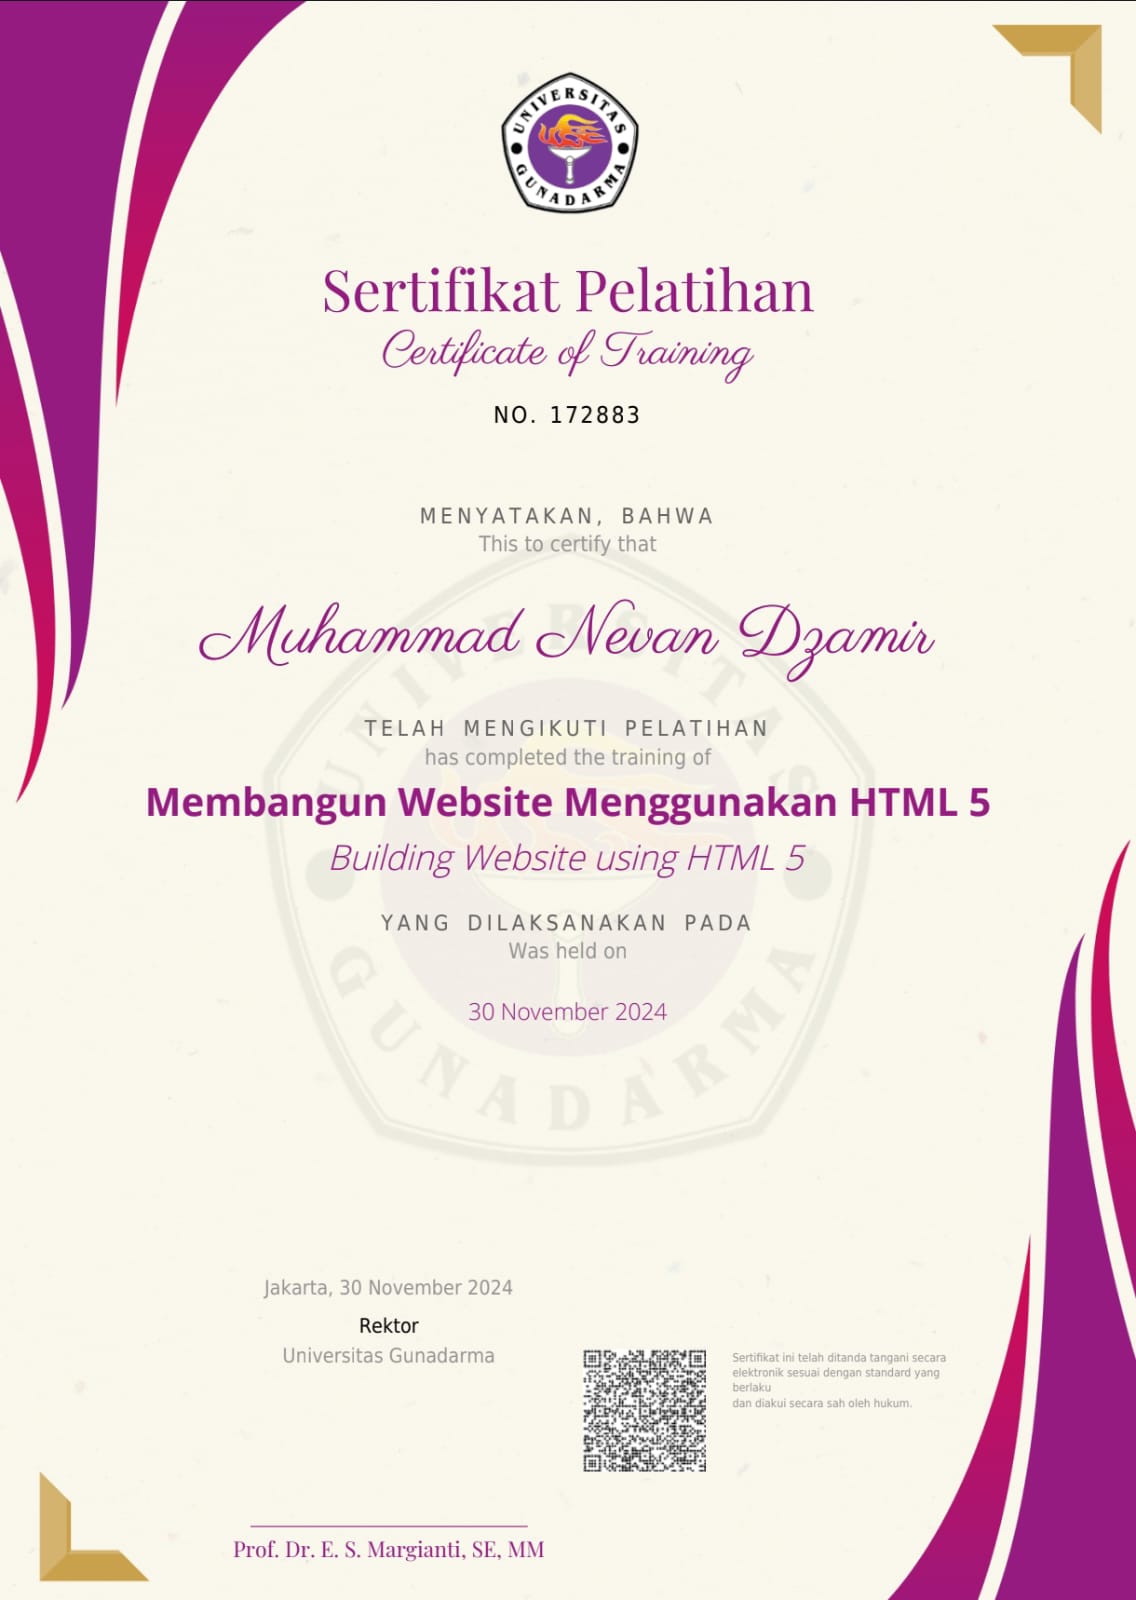 UNIVERSITAS
GUNADARMA
Sertifikat Pelatihan
Certificate of Training
NO. 172883
MENYATAKAN, BAHWA
This to certify that
Muhammad Nevan Dzamir
TELAH MENGIKUTI PELATIHAN
has completed the training of
Membangun Website Menggunakan HTML 5
Building Website using HTML 5
YANG DILAKSANAKAN PADA
Was held on
30 November 2024
UNIVERSITAS
GUNADARMA
Jakarta, 30 November 2024
Rektor
Universitas Gunadarma
Sertifikat ini telah ditanda tangani secara
elektronik sesuai dengan standard yang
berlaku
dan diakui secara sah oleh hukum.
Prof. Dr. E. S. Margianti, SE, MM